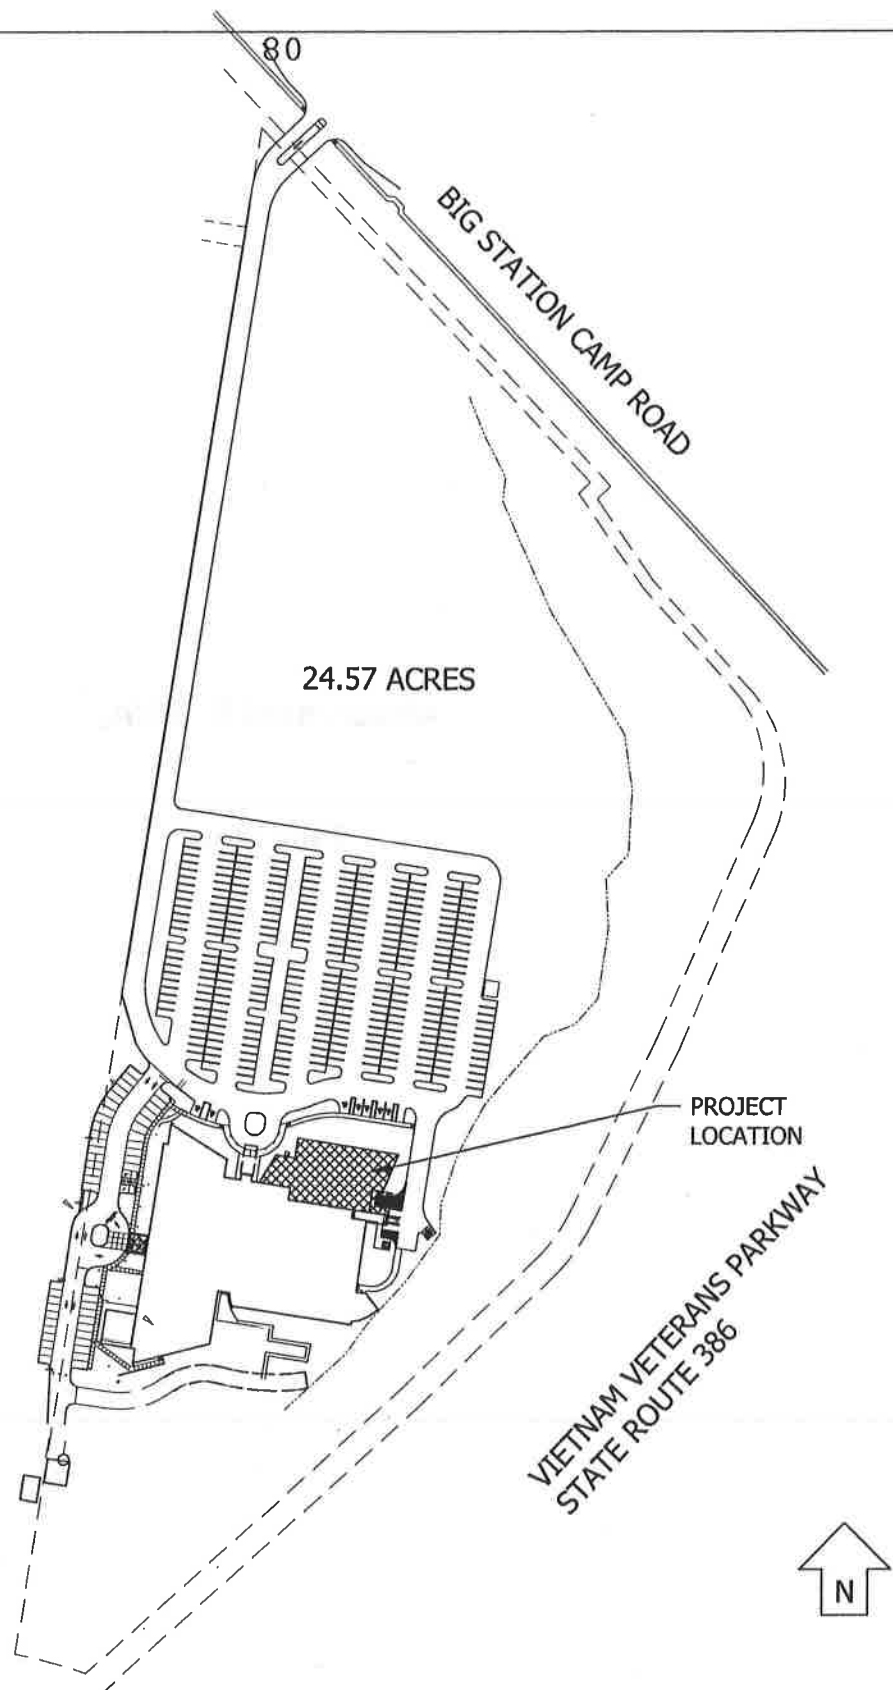 80
BIG STATION CAMP ROAD
24.57 ACRES
PROJECT
LOCATION
VIETNAM VETERANS PARKWAY
STATE ROUTE 386
N